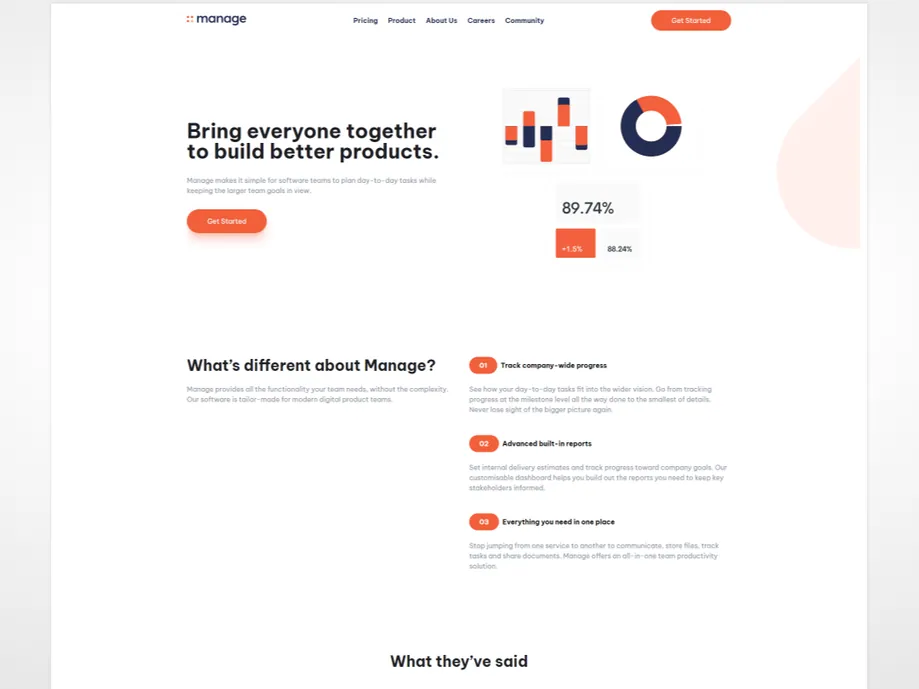 manage
Pricing Product About Us Careers Community
Get Started
Bring everyone together
to build better products.
Manage makes it simple for software teams to plan day-to-day tasks while
keeping the larger team goals in view.
Get Started
89.74%
+1.5%
88.24%
What's different about Manage?
Manage provides all the functionality your team needs, without the complexity.
Our software is tailor-made for modern digital product teams.
01 Track company-wide progress
See how your day-to-day tasks fit into the wider vision. Go from tracking
progress at the milestone level all the way done to the smallest of details.
Never lose sight of the bigger picture again.
02 Advanced built-in reports
Set internal delivery estimates and track progress toward company goals. Our
customisable dashboard helps you build out the reports you need to keep key
stakeholders informed.
03 Everything you need in one place
Stop jumping from one service to another to communicate, store files, track
tasks and share documents. Manage offers an all-in-one team productivity
solution.
What they've said